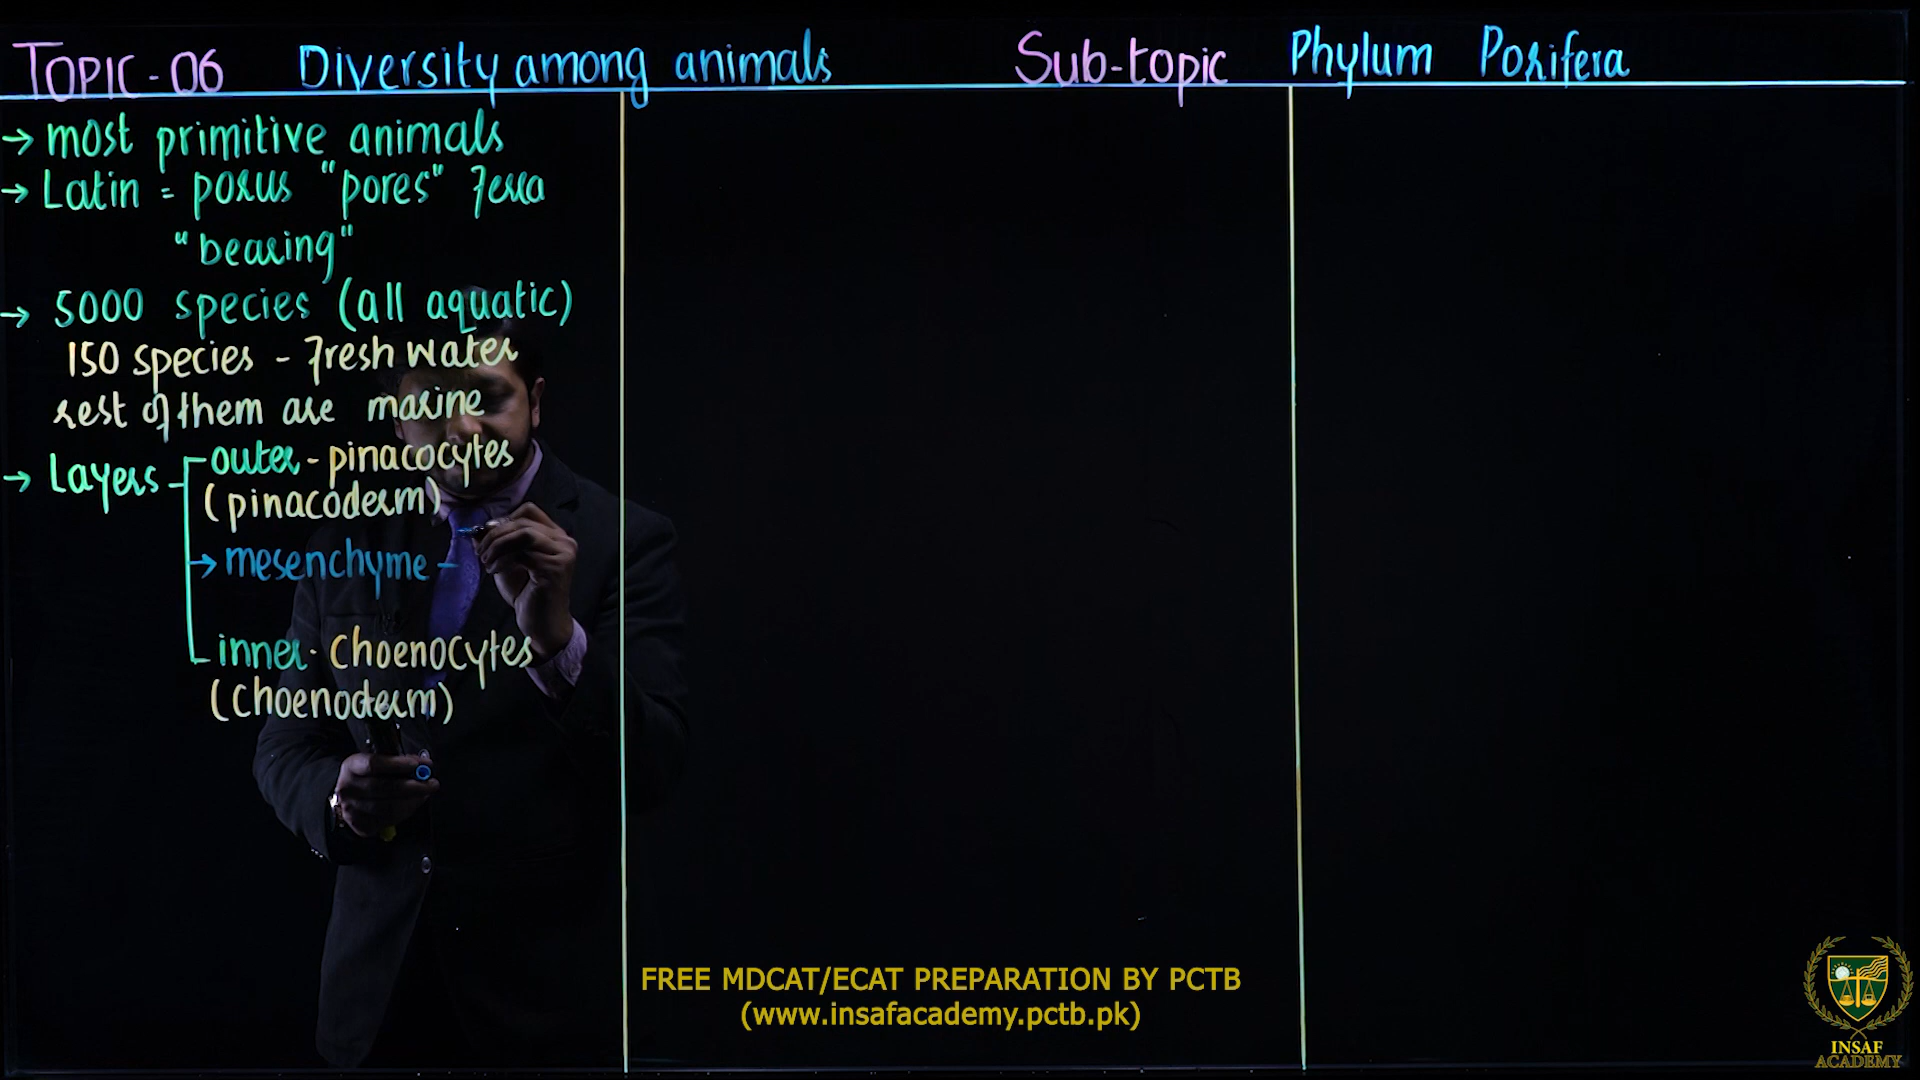 TOPIC-06 Diversity among animals Sub-topic Phylum Porifera
→ most primitive animals
→ Latin = porus "pores" ferra
"bearing"
→ 5000 species (all aquatic)
150 species - Fresh water
rest of them are marine
→ Layers - outer - pinacocytes
(pinacoderm)
→ mesenchyme -
inner - Choenocytes
(Choenoderm)
FREE MDCAT/ECAT PREPARATION BY PCTB
(www.insafacademy.pctb.pk)
INSAF
ACADEMY